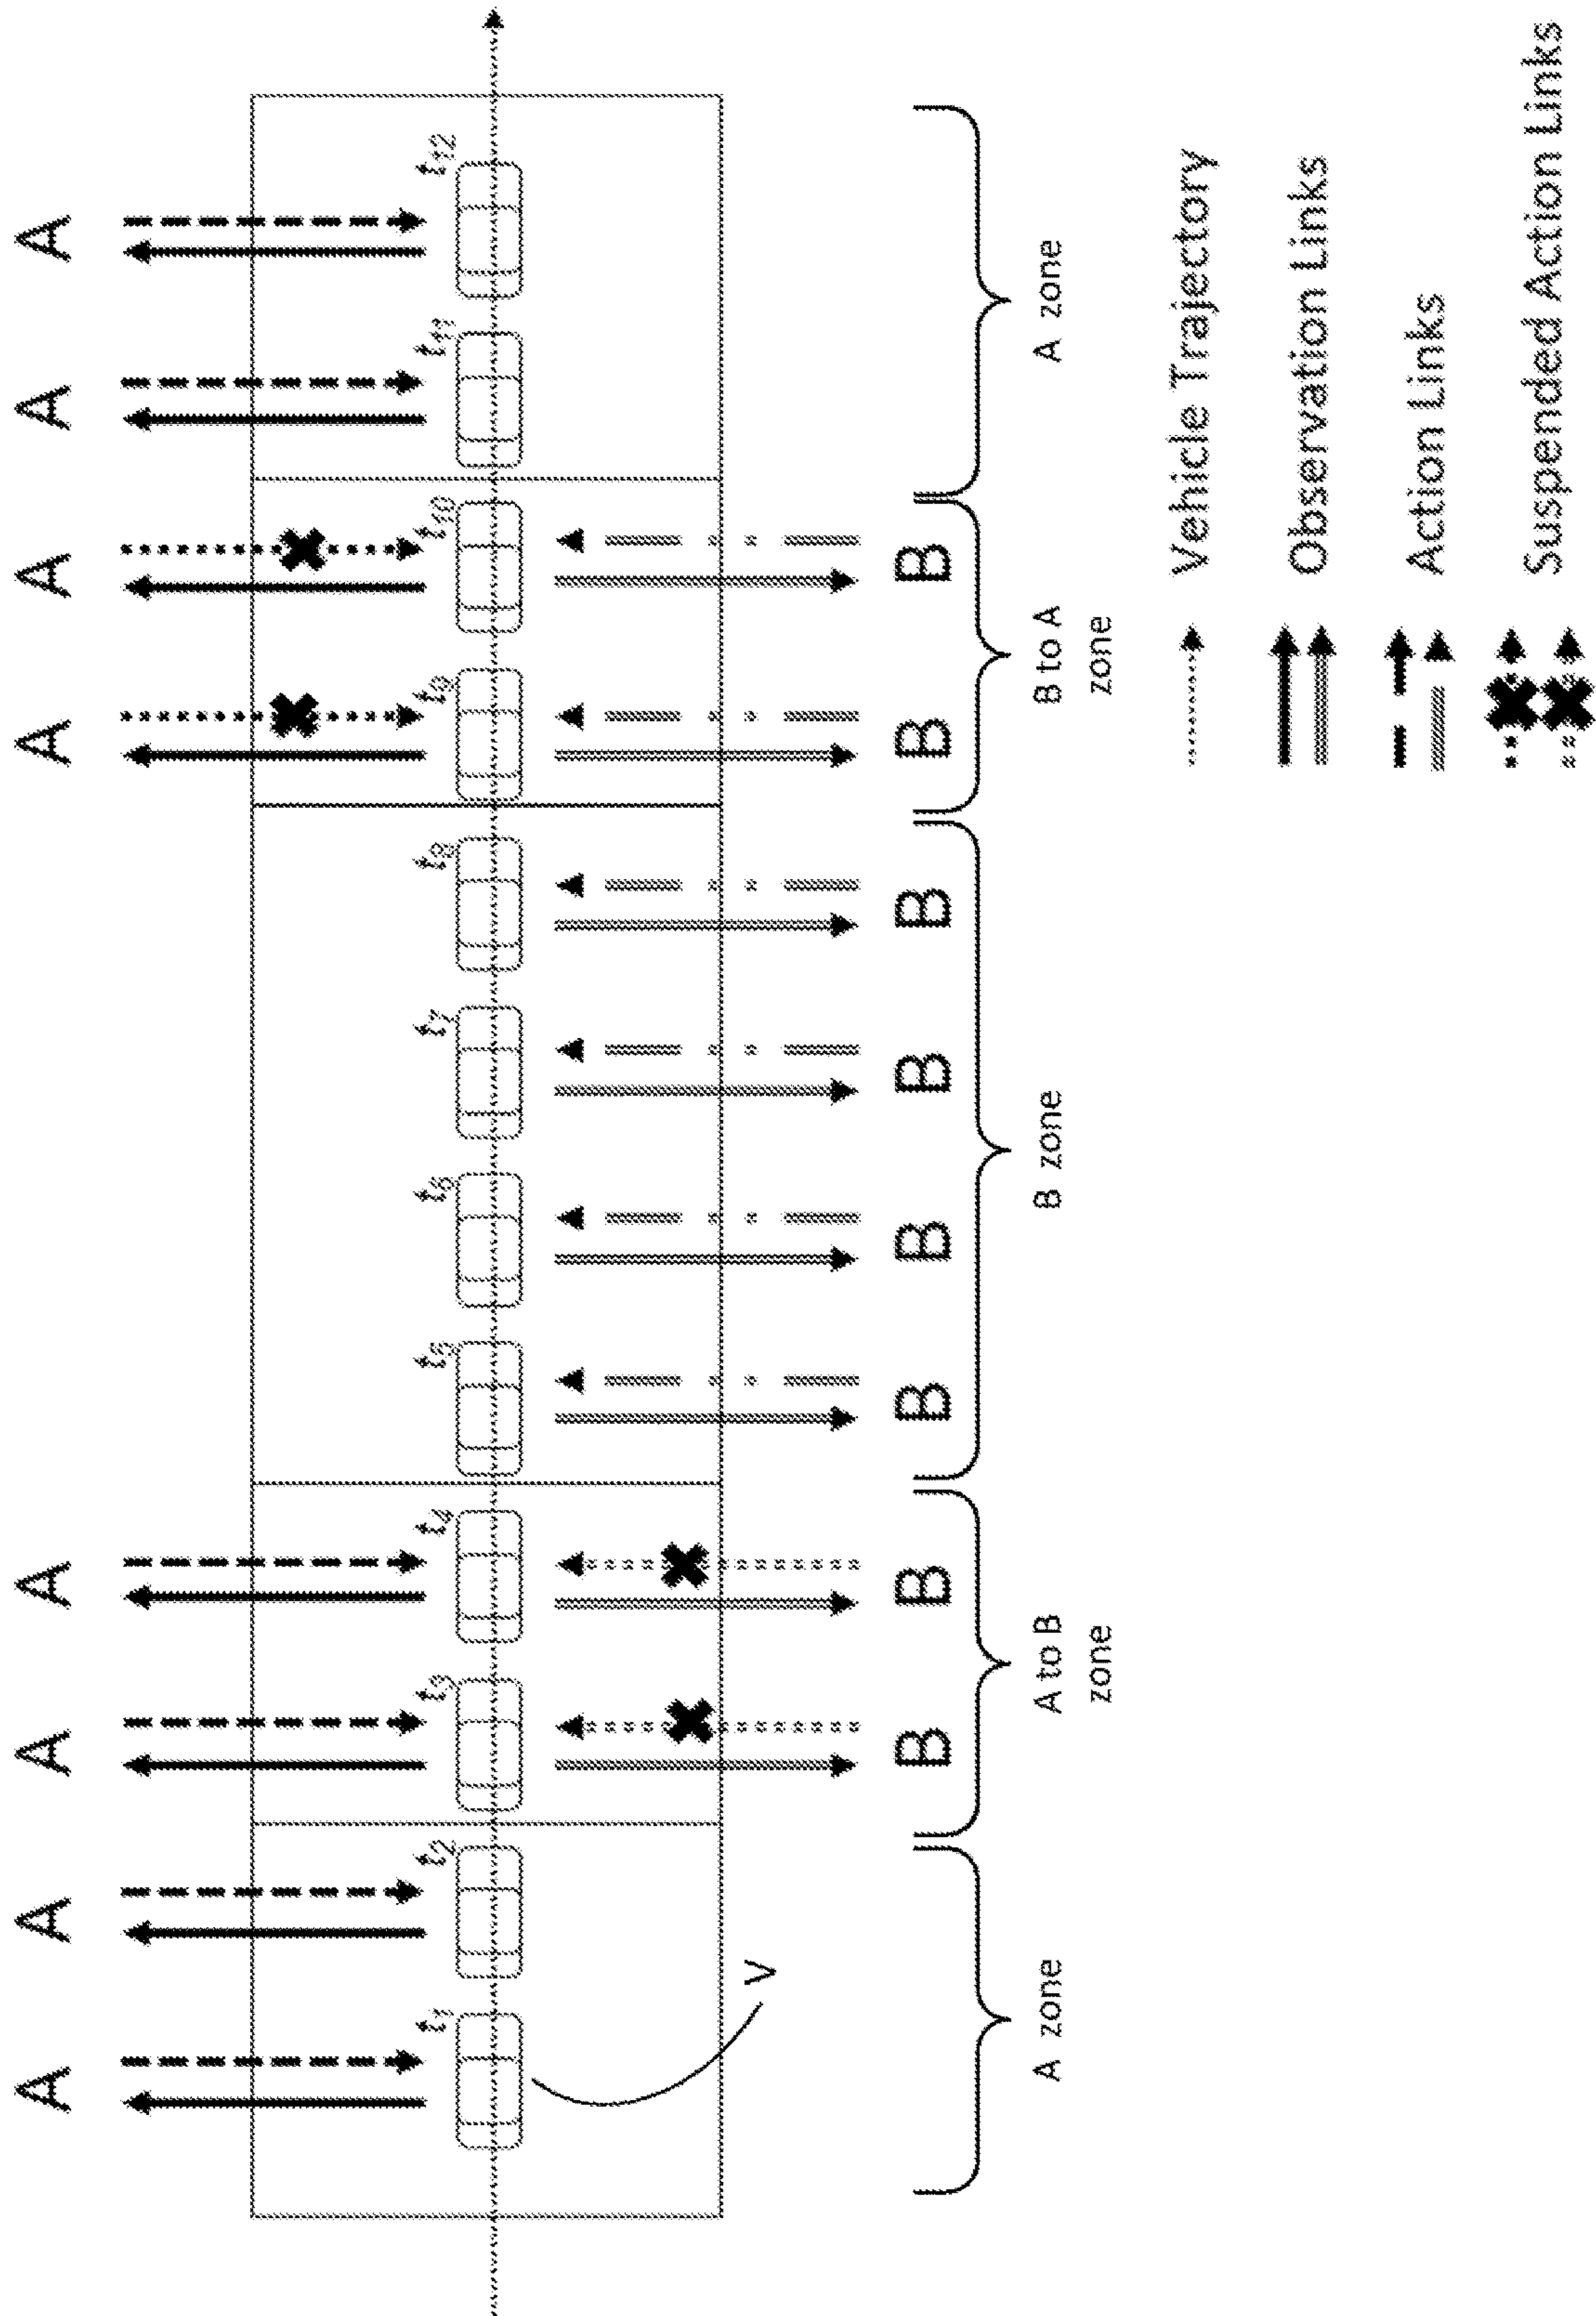 A A A A A A A A
t1 t2 t3 t4 t5 t6 t7 t8 t9 t10 t11 t12
V
B B B B B B B B
A zone
A to B
zone
B zone
B to A
zone
A zone
Vehicle Trajectory
Observation Links
Action Links
Suspended Action Links